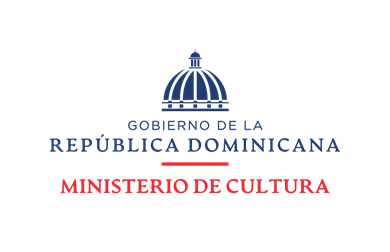 GOBIERNO DE LA
REPÚBLICA DOMINICANA
MINISTERIO DE CULTURA